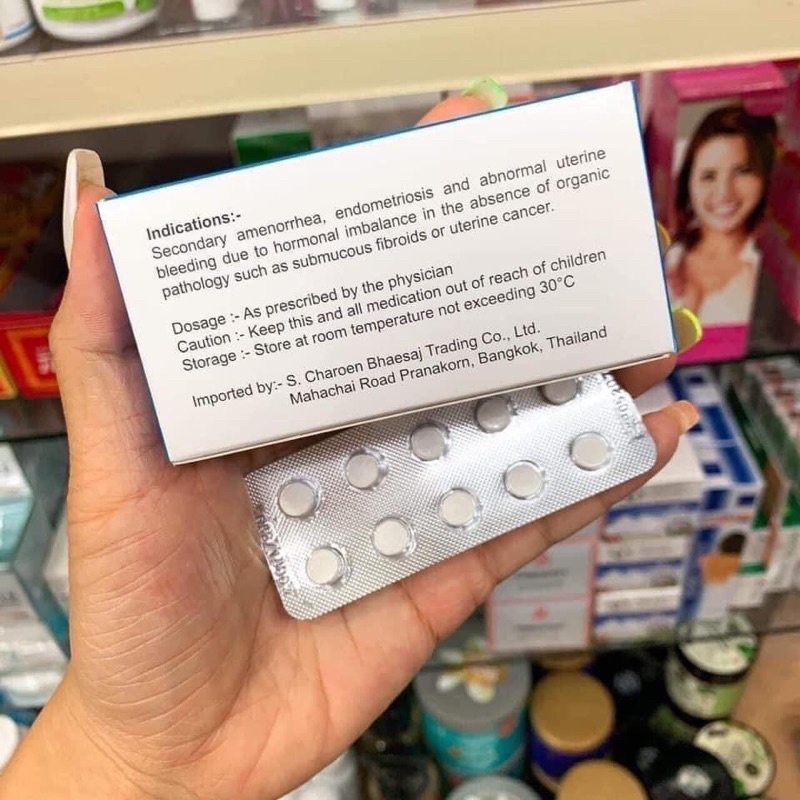 Indications:-
Secondary amenorrhea, endometriosis and abnormal uterine
bleeding due to hormonal imbalance in the absence of organic
pathology such as submucous fibroids or uterine cancer.
Dosage :- As prescribed by the physician
Caution :- Keep this and all medication out of reach of children
Storage :- Store at room temperature not exceeding 30°C
Imported by:- S. Charoen Bhaesaj Trading Co., Ltd.
Mahachai Road Pranakorn, Bangkok, Thailand